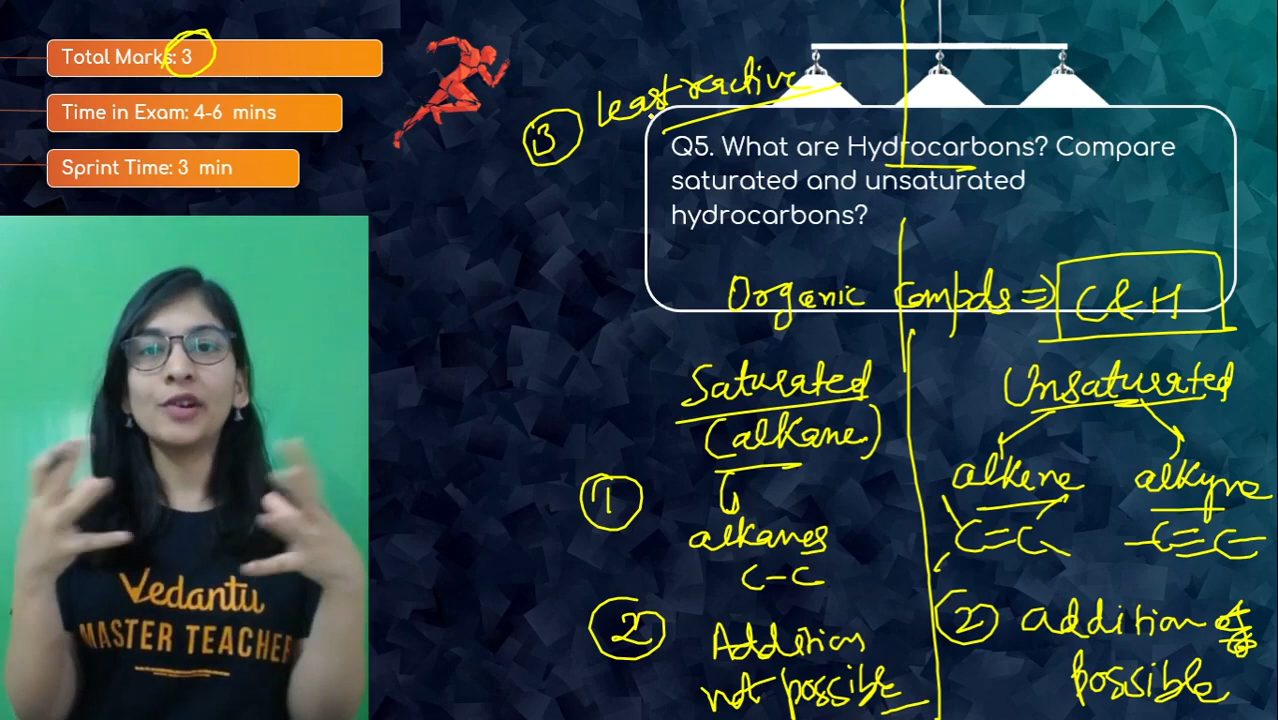 Total Marks: 3
Time in Exam: 4-6 mins
Sprint Time: 3 min
3 Least reactive
Q5. What are Hydrocarbons? Compare
saturated and unsaturated
hydrocarbons?
Organic compds => C & H
Saturated
(alkane)
Unsaturated
alkene alkyne
1
alkanes
C-C
C=C -C≡C-
2 Addition
not possible
2 Addition
possible
Vedantu
MASTER TEACHER